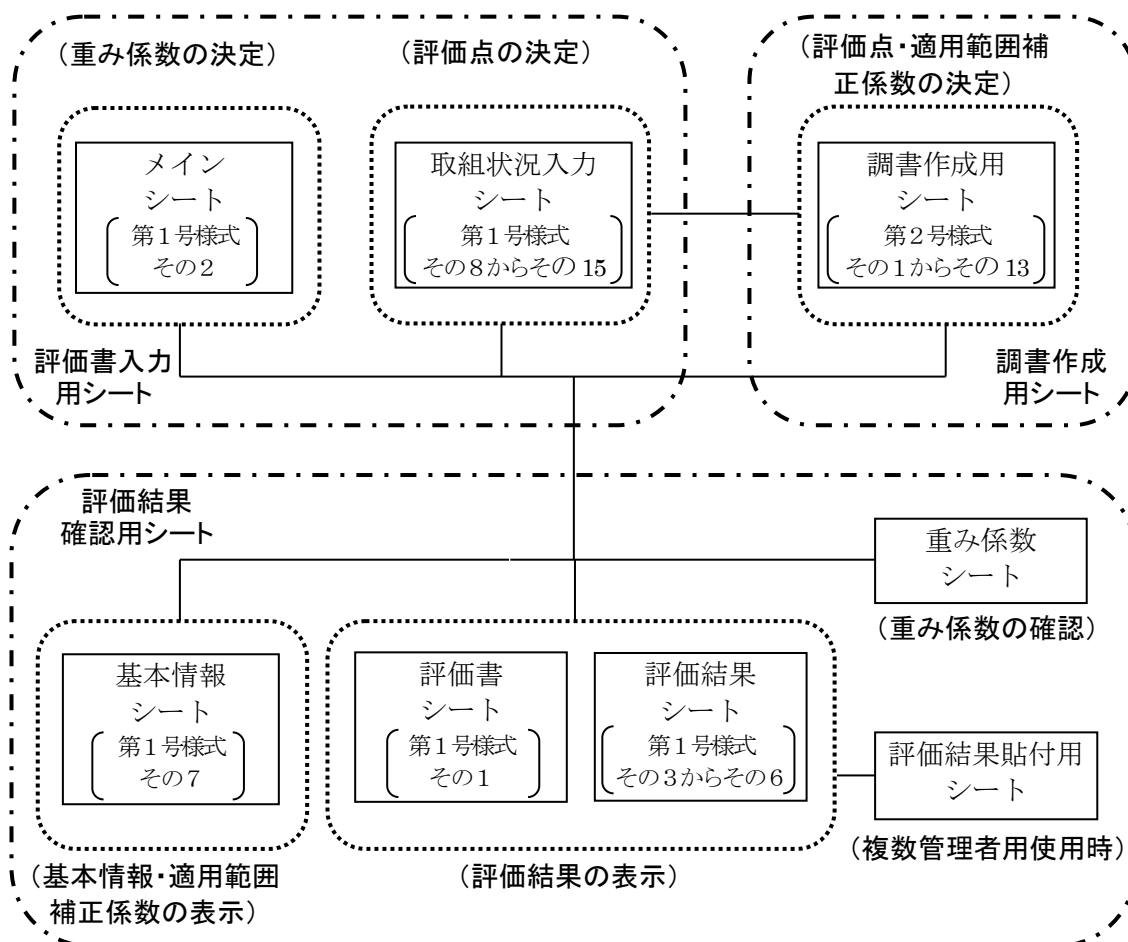 （重み係数の決定）
（評価点の決定）
（評価点・適用範囲補
正係数の決定）
メイン
シート
第１号様式
その２
取組状況入力
シート
第１号様式
その８からその 15
調書作成用
シート
第２号様式
その１からその 13
評価書入力
用シート
調書作成
用シート
評価結果
確認用シート
重み係数
シート
（重み係数の確認）
基本情報
シート
第１号様式
その７
評価書
シート
第１号様式
その１
評価結果
シート
第１号様式
その３からその６
評価結果貼付用
シート
（複数管理者用使用時）
（基本情報・適用範囲
補正係数の表示）
（評価結果の表示）